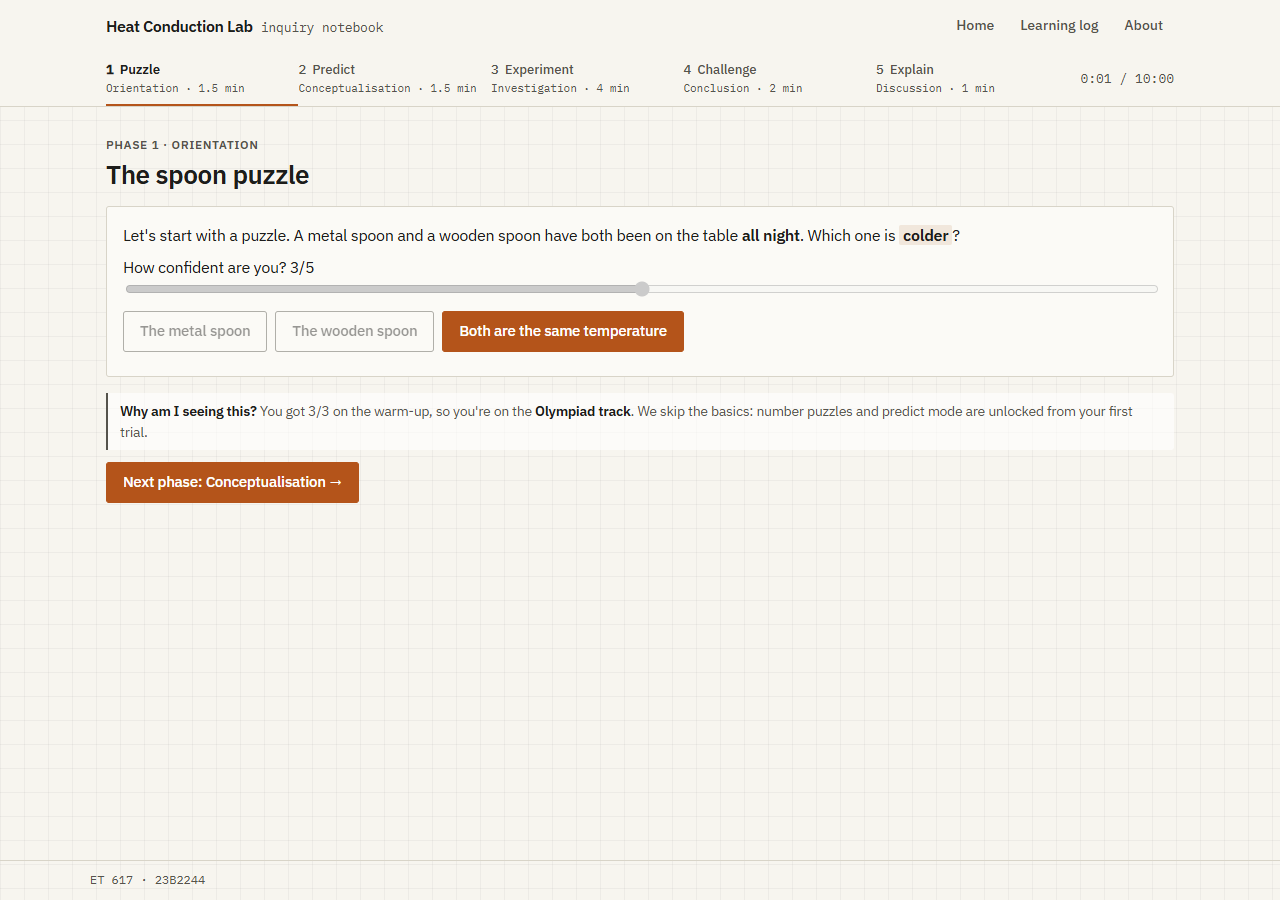 Heat Conduction Lab inquiry notebook
Home Learning log About
1 Puzzle
Orientation · 1.5 min
2 Predict
Conceptualisation · 1.5 min
3 Experiment
Investigation · 4 min
4 Challenge
Conclusion · 2 min
5 Explain
Discussion · 1 min
0:01 / 10:00
PHASE 1 · ORIENTATION
The spoon puzzle
Let's start with a puzzle. A metal spoon and a wooden spoon have both been on the table all night. Which one is colder ?
How confident are you? 3/5
The metal spoon
The wooden spoon
Both are the same temperature
Why am I seeing this? You got 3/3 on the warm-up, so you're on the Olympiad track. We skip the basics: number puzzles and predict mode are unlocked from your first
trial.
Next phase: Conceptualisation →
ET 617 · 23B2244